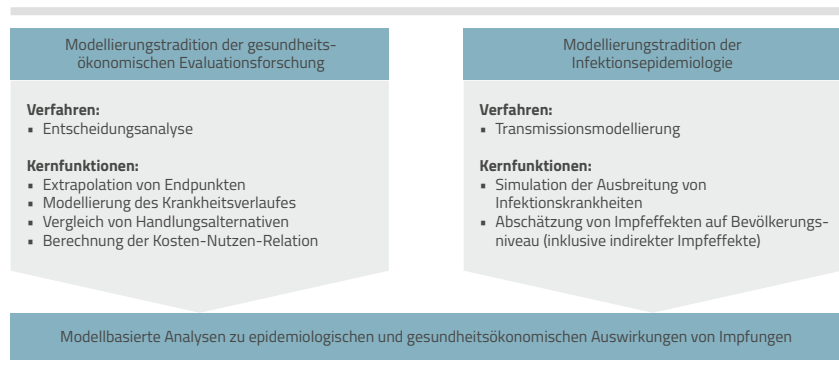 Modellierungstradition der gesundheits-
ökonomischen Evaluationsforschung
Verfahren:
▪ Entscheidungsanalyse
Kernfunktionen:
▪ Extrapolation von Endpunkten
▪ Modellierung des Krankheitsverlaufes
▪ Vergleich von Handlungsalternativen
▪ Berechnung der Kosten-Nutzen-Relation
Modellierungstradition der
Infektionsepidemiologie
Verfahren:
▪ Transmissionsmodellierung
Kernfunktionen:
▪ Simulation der Ausbreitung von
Infektionskrankheiten
▪ Abschätzung von Impfeffekten auf Bevölkerungs-
niveau (inklusive indirekter Impfeffekte)
Modellbasierte Analysen zu epidemiologischen und gesundheitsökonomischen Auswirkungen von Impfungen